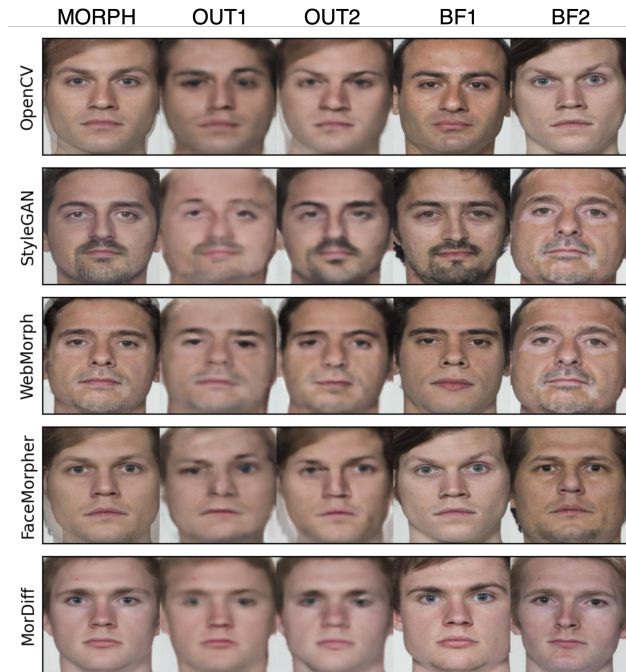 MORPH OUT1 OUT2 BF1 BF2
OpenCV
StyleGAN
WebMorph
FaceMorpher
MorDiff